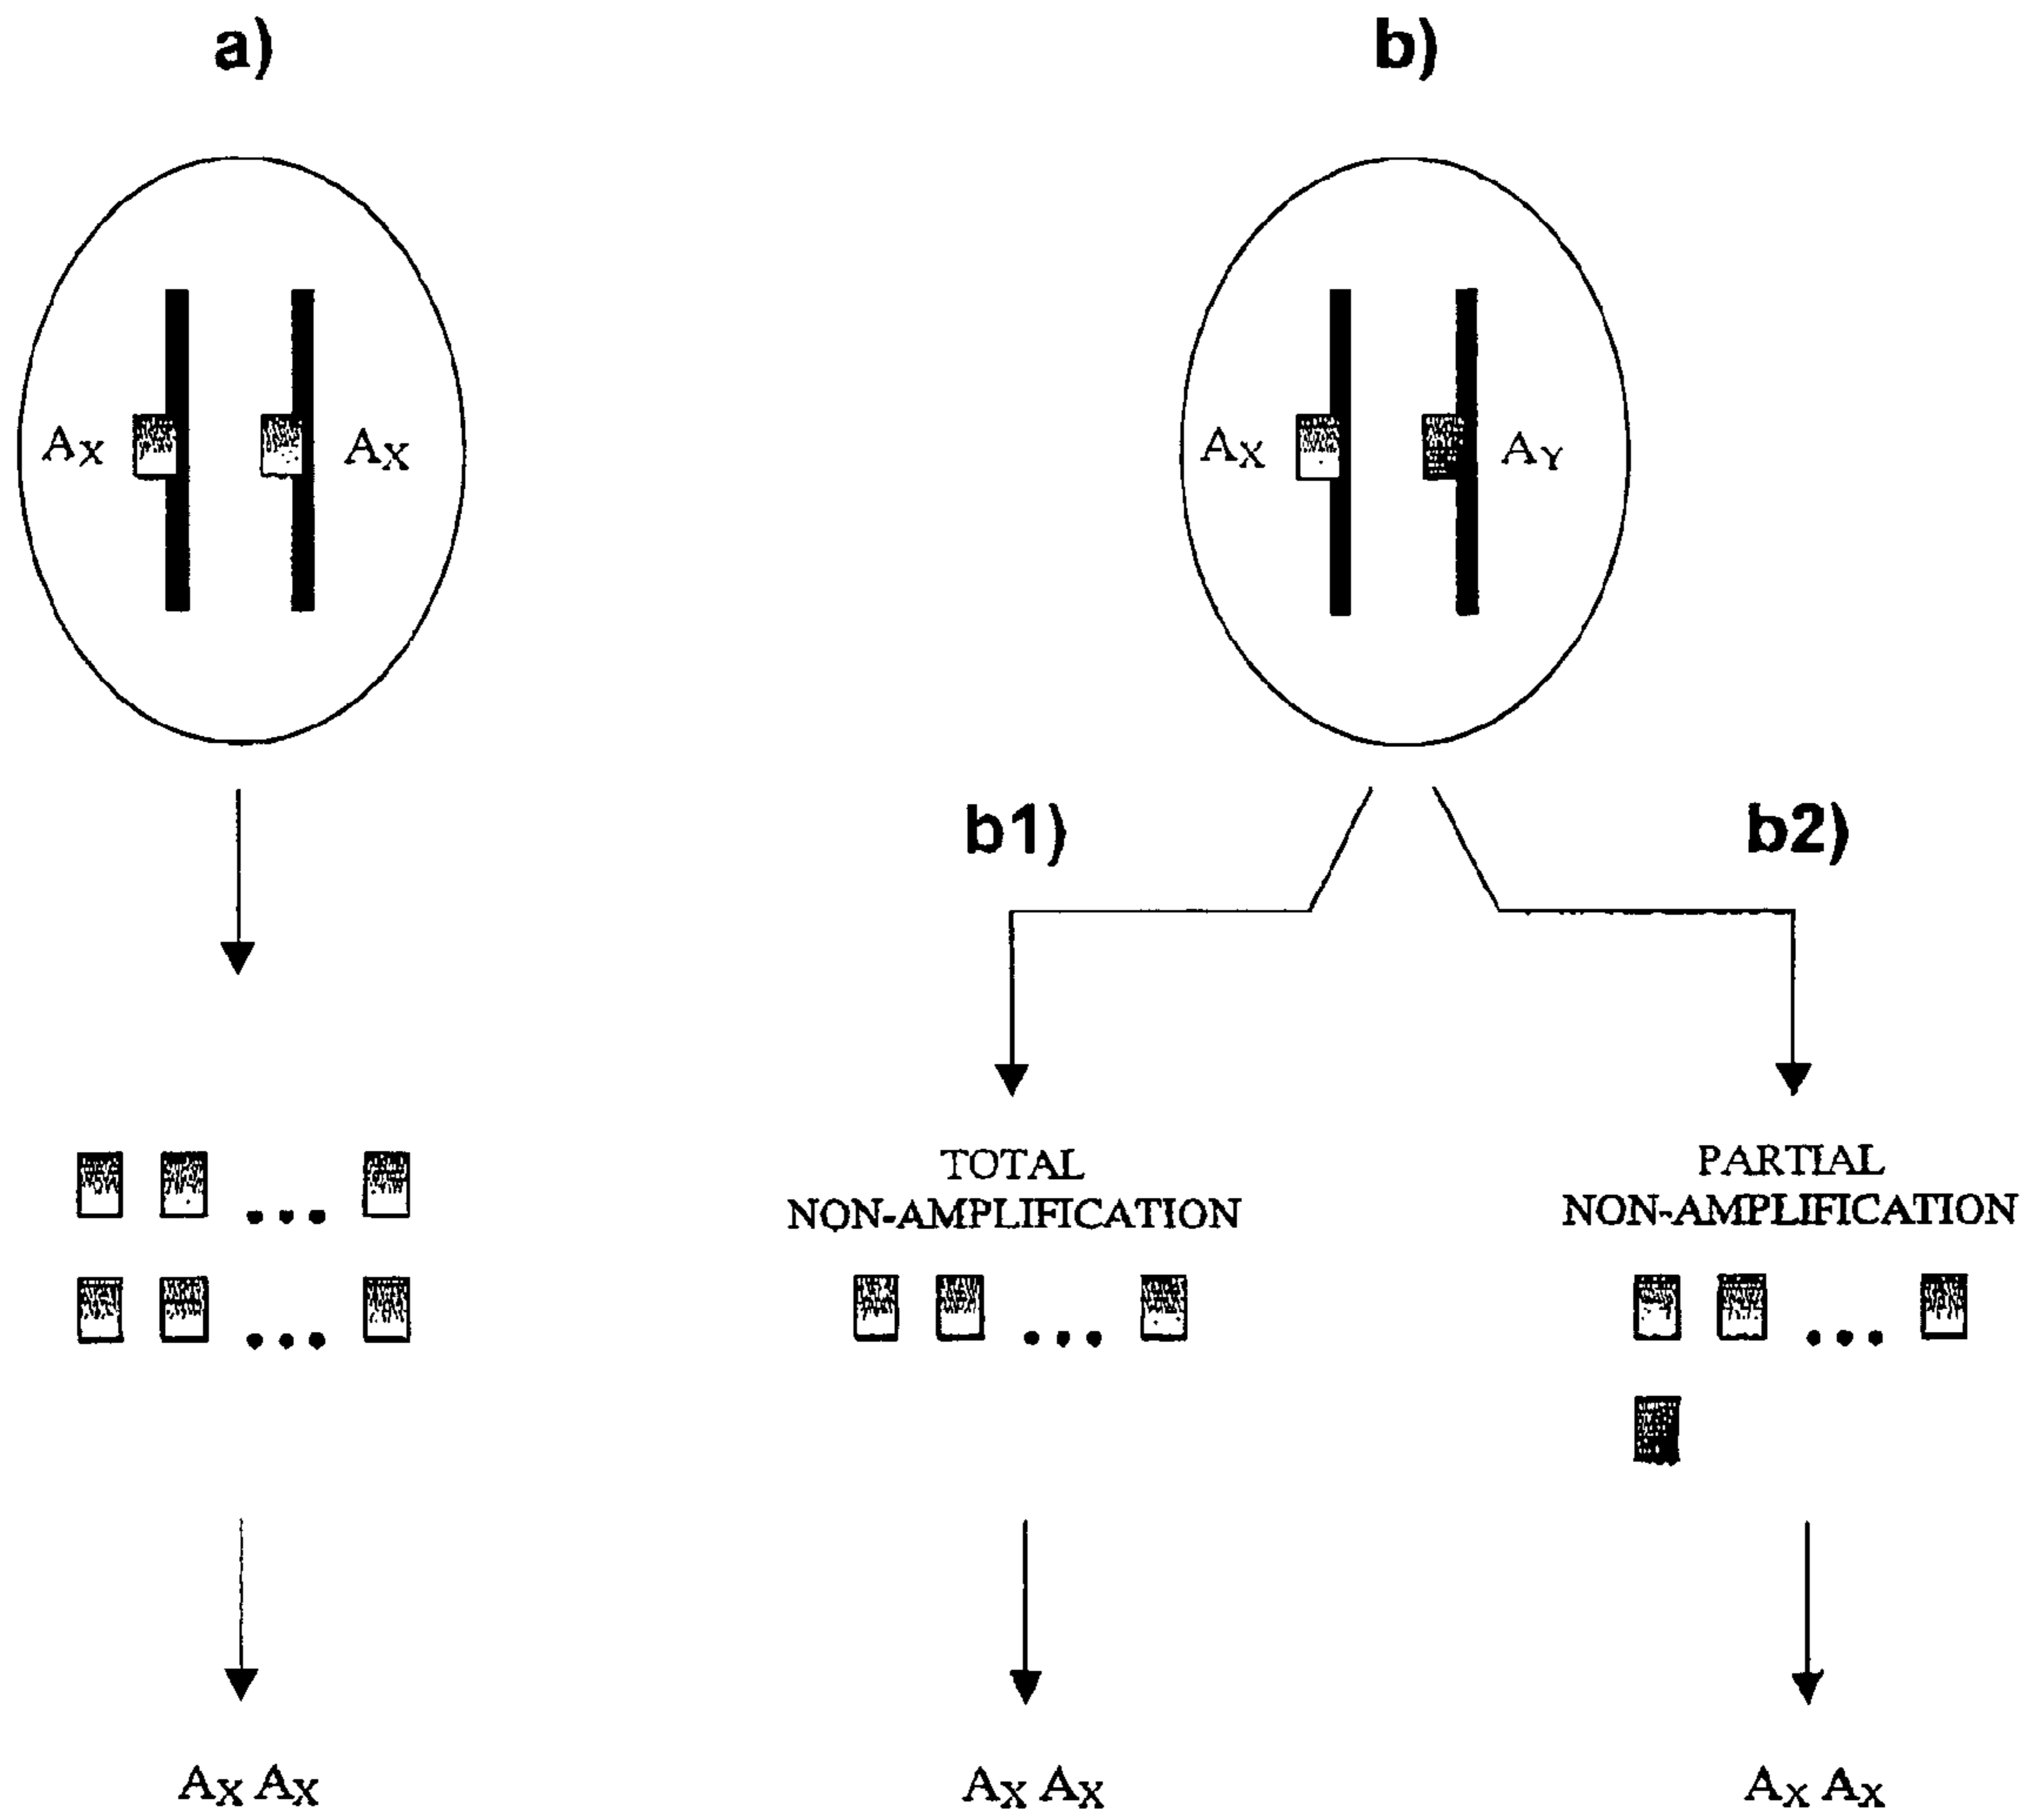 a)
b)
AX
AX
AX
AY
b1)
b2)
TOTAL
NON-AMPLIFICATION
PARTIAL
NON-AMPLIFICATION
AX AX
AX AX
AX AX